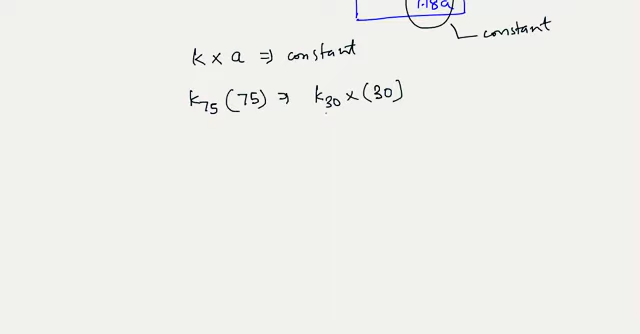 1.18a
constant
k × a ⇒ constant
k₇₅ (75) ⇒ k₃₀ × (30)